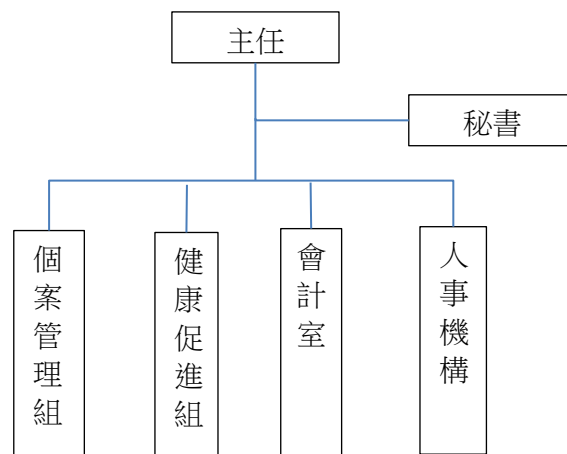 主任
秘書
個案管理組
健康促進組
會計室
人事機構